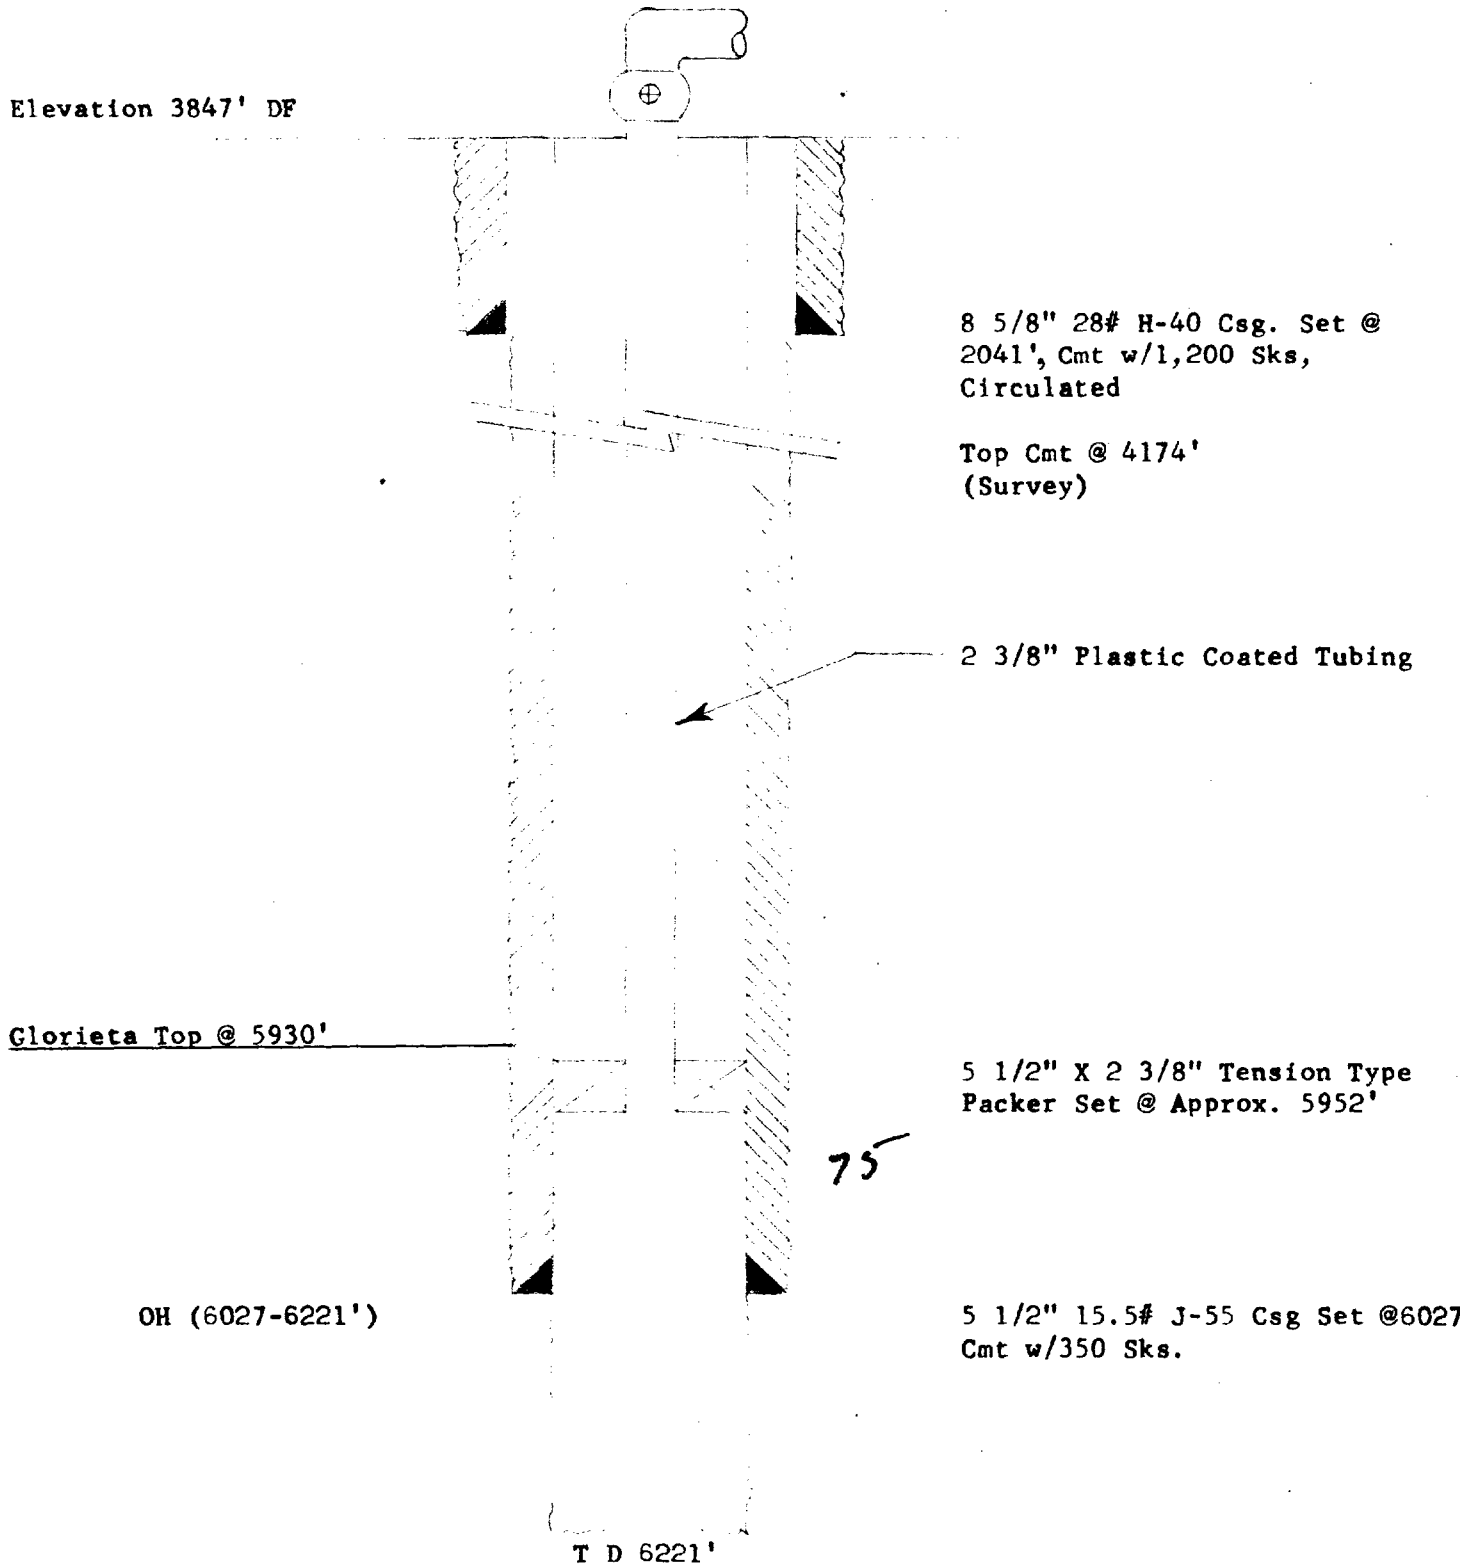 Elevation 3847' DF
8 5/8" 28# H-40 Csg. Set @
2041', Cmt w/1,200 Sks,
Circulated
Top Cmt @ 4174'
(Survey)
2 3/8" Plastic Coated Tubing
Glorieta Top @ 5930'
5 1/2" X 2 3/8" Tension Type
Packer Set @ Approx. 5952'
75
OH (6027-6221')
5 1/2" 15.5# J-55 Csg Set @6027
Cmt w/350 Sks.
T D 6221'